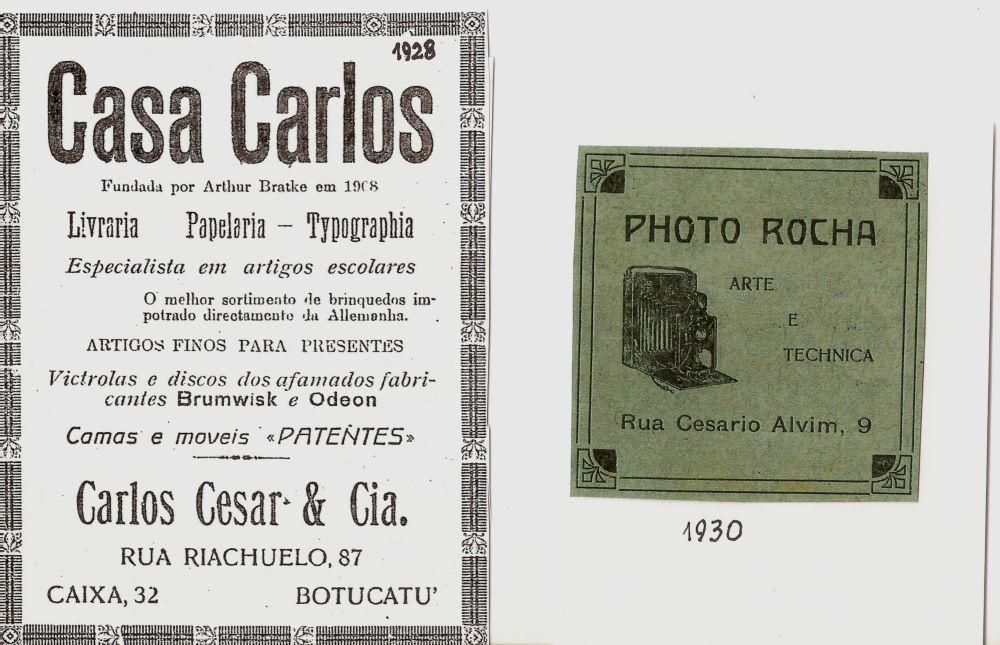 1928
Casa Carlos
Fundada por Arthur Bratke em 1908
Livraria Papelaria — Typographia
Especialista em artigos escolares
O melhor sortimento de brinquedos im-
potrado directamente da Allemanha.
ARTIGOS FINOS PARA PRESENTES
Victrolas e discos dos afamados fabri-
cantes Brumwisk e Odeon
Camas e moveis «PATENTES»
Carlos Cesar & Cia.
RUA RIACHUELO, 87
CAIXA, 32 BOTUCATU'
PHOTO ROCHA
ARTE
E
TECHNICA
Rua Cesario Alvim, 9
1930